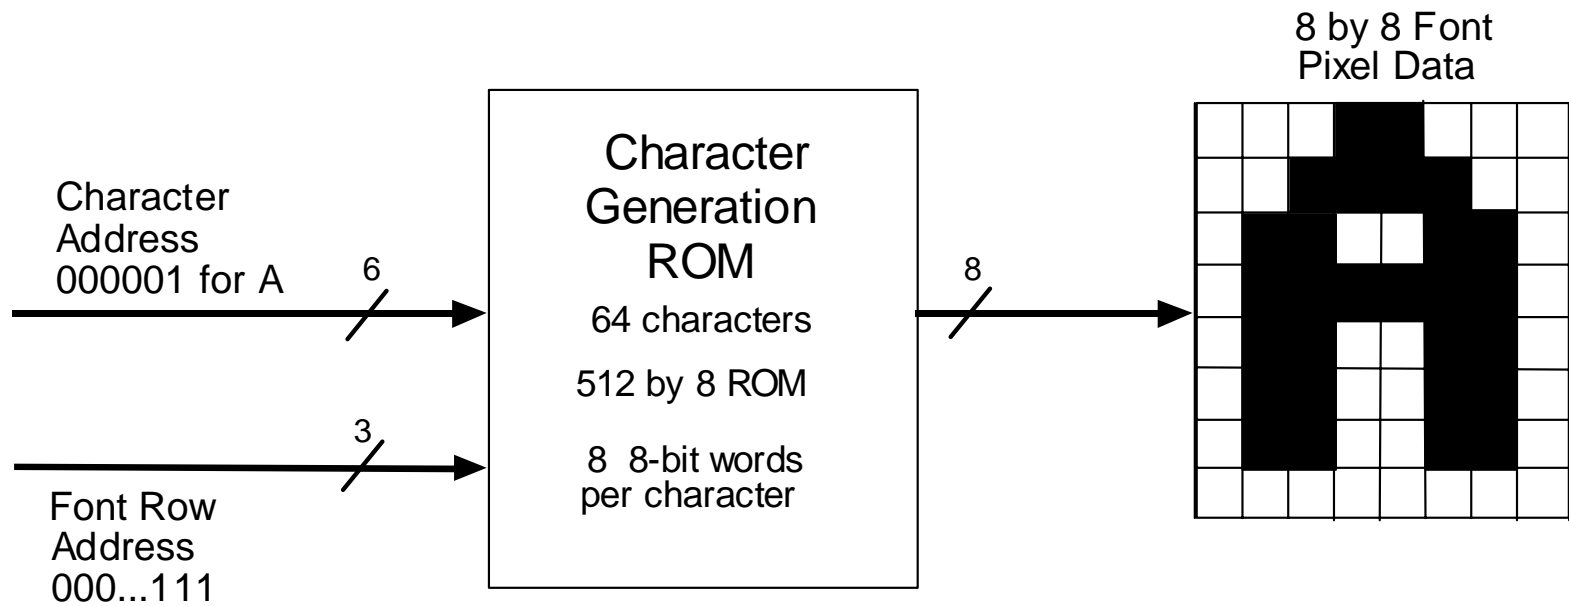 8 by 8 Font
Pixel Data
Character
Address
000001 for A
6
Character
Generation
ROM
64 characters
512 by 8 ROM
8 8-bit words
per character
8
3
Font Row
Address
000...111